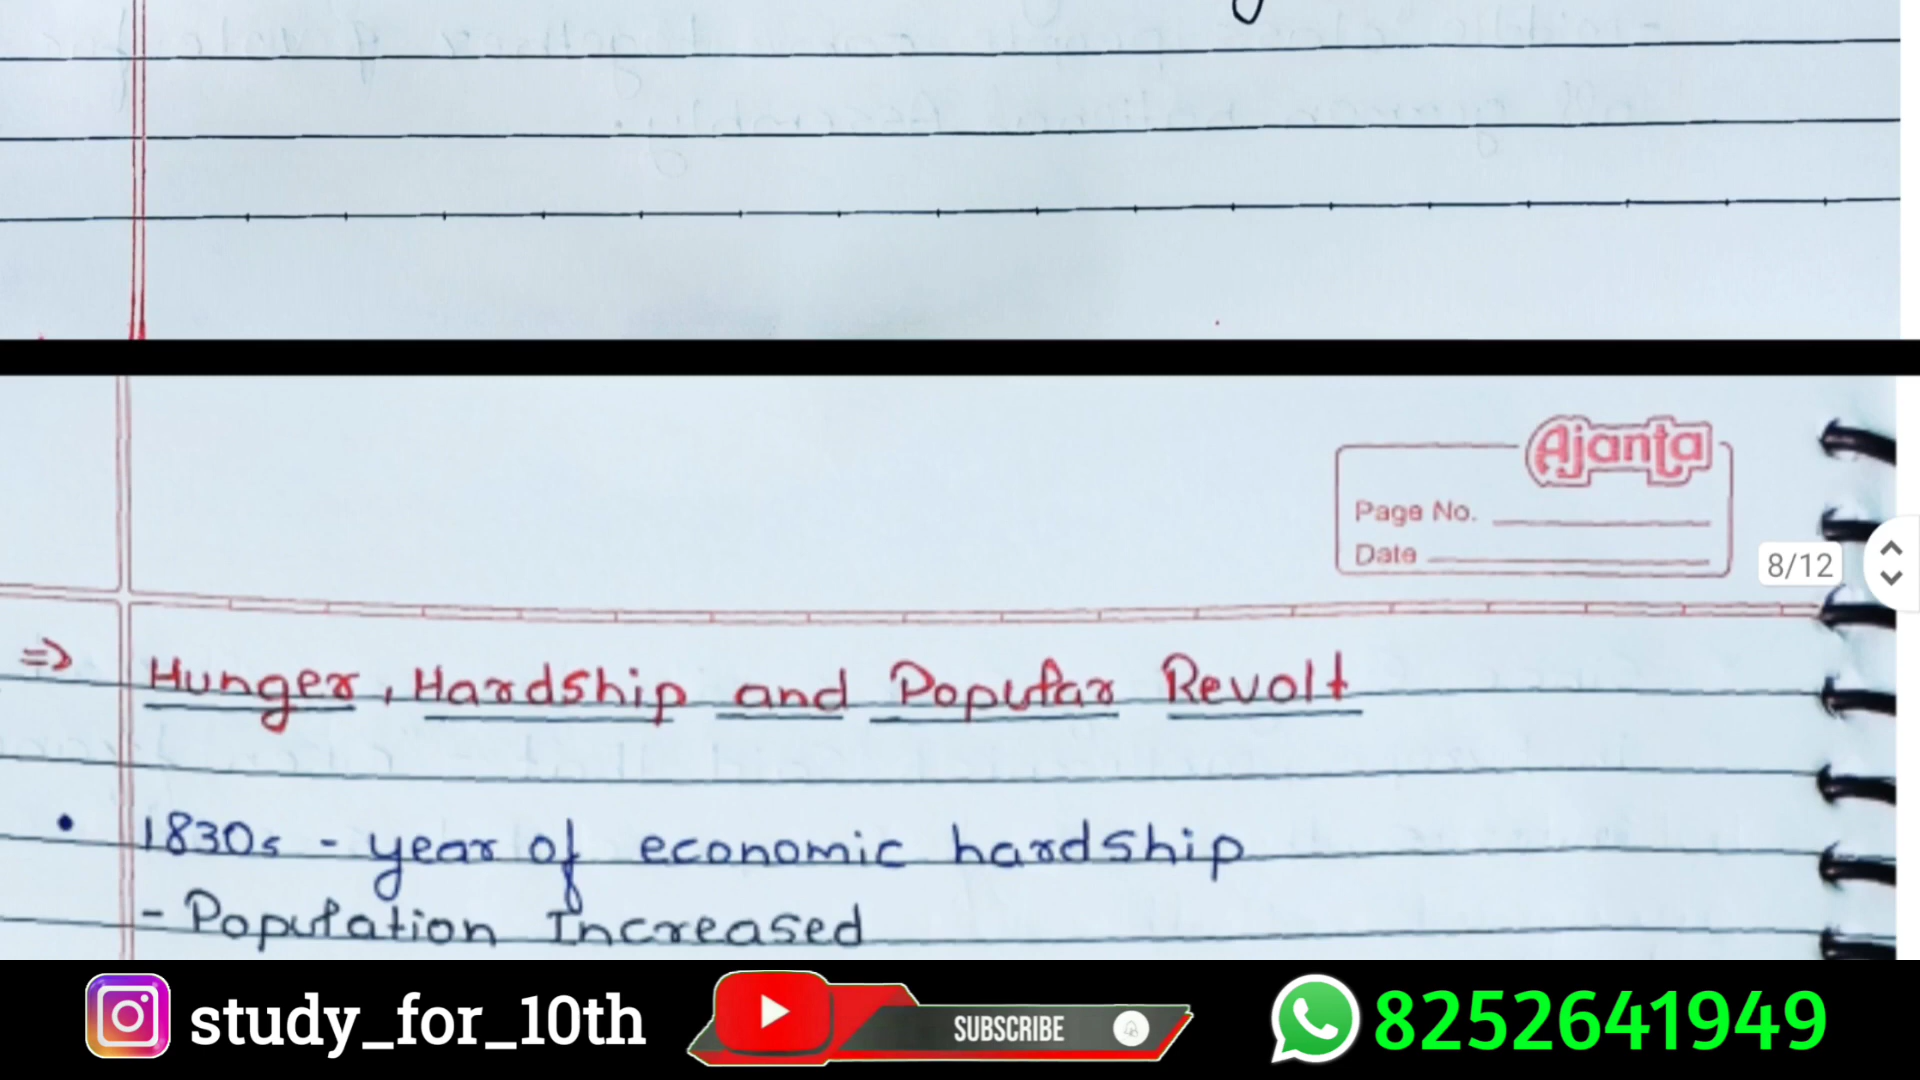 Ajanta
Page No.
Date
8/12
=> Hunger, Hardship and Popular Revolt
• 1830s - year of economic hardship
- Population Increased
study_for_10th
SUBSCRIBE
8252641949